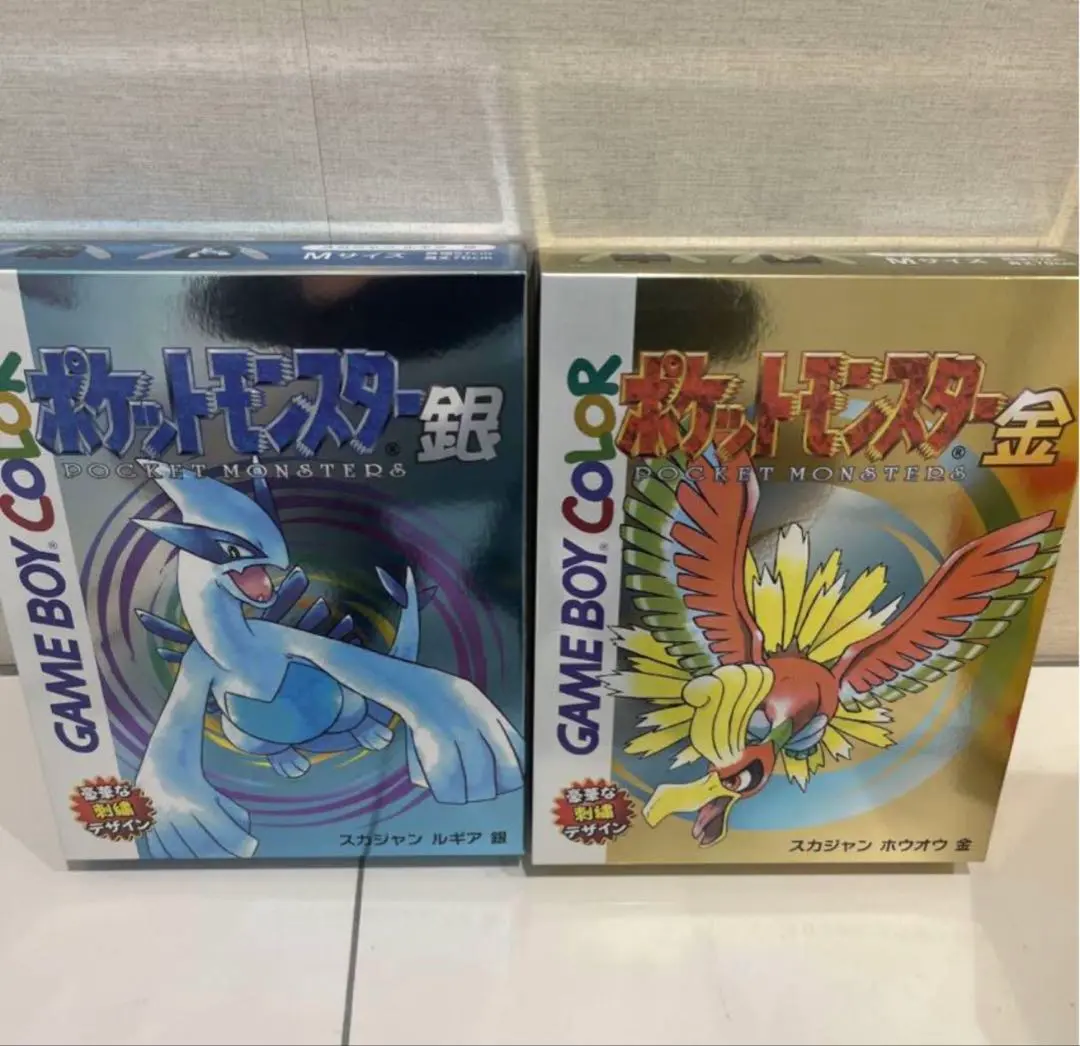 Mサイズ
ポケットモンスター銀
POCKET MONSTERS
GAME BOY COLOR
豪華な
刺繍
デザイン
スカジャン ルギア 銀
Mサイズ
ポケットモンスター金
POCKET MONSTERS
GAME BOY COLOR
豪華な
刺繍
デザイン
スカジャン ホウオウ 金